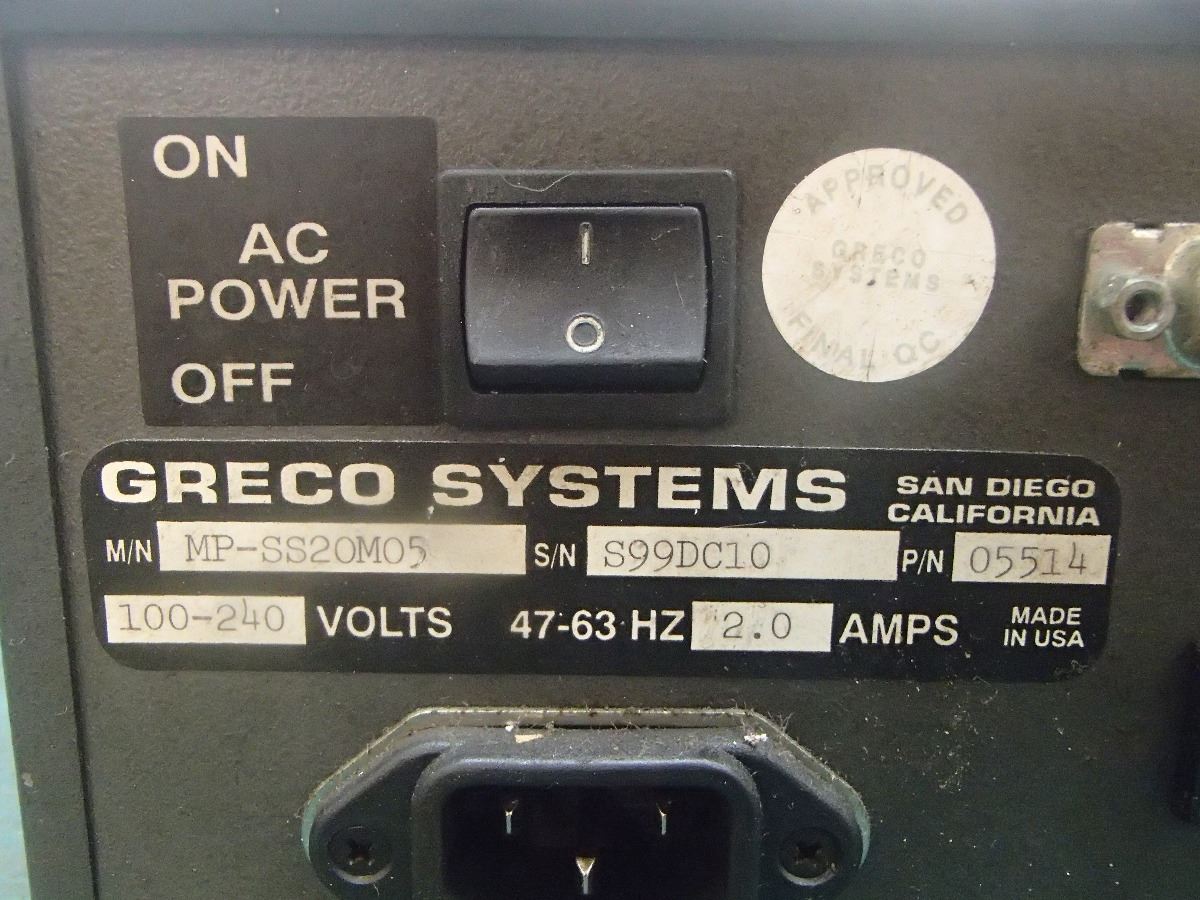 ON
AC
POWER
OFF
APPROVED
GRECO
SYSTEMS
FINAL QC
GRECO SYSTEMS
SAN DIEGO
CALIFORNIA
M/N MP-SS20M05 S/N S99DC10 P/N 05514
100-240 VOLTS 47-63 HZ 2.0 AMPS
MADE
IN USA